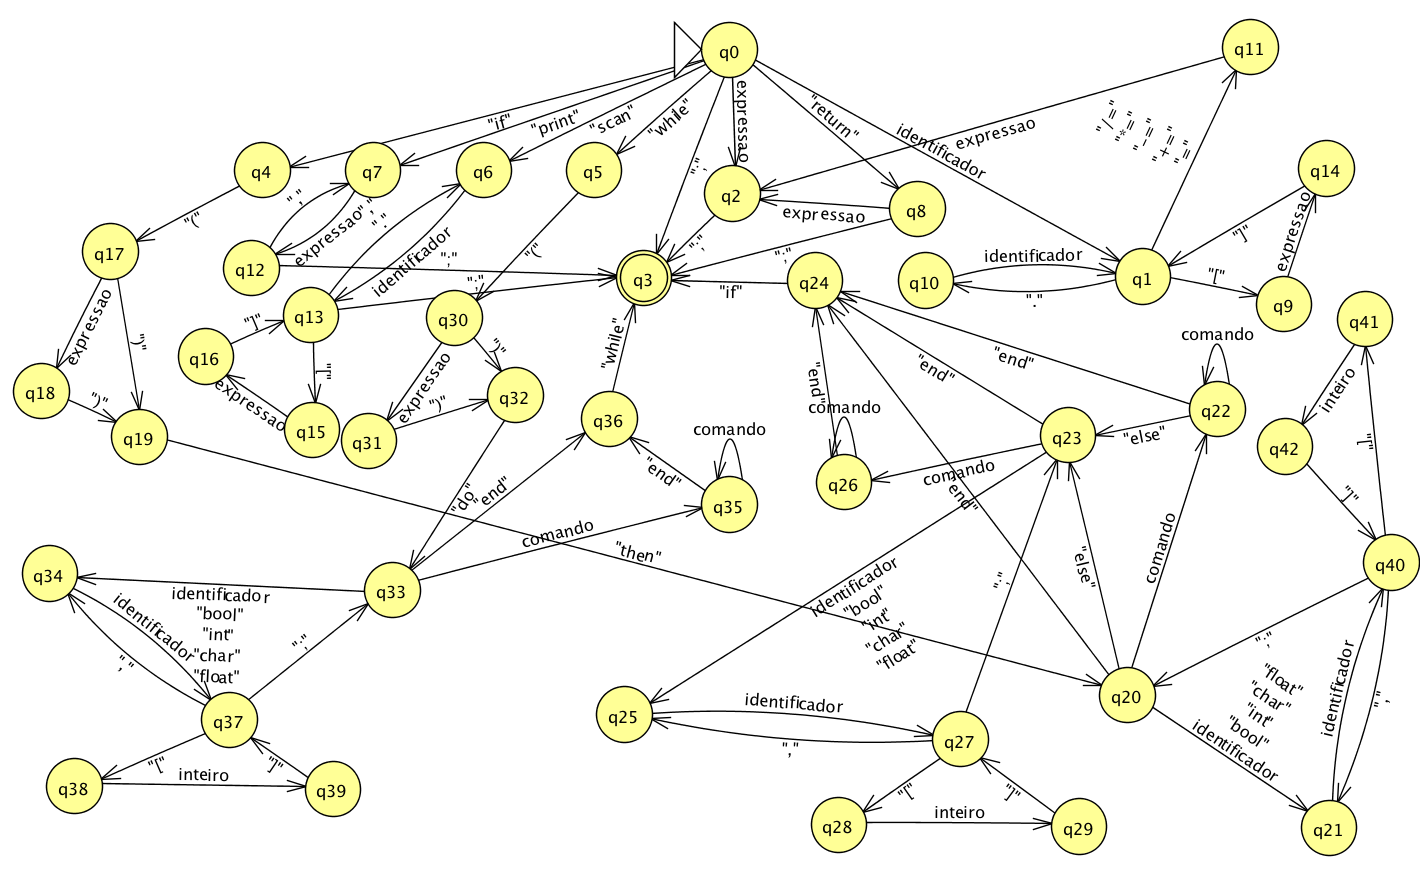 q0
q11
"if"
"print"
"scan"
"while"
";"
expressao
"return"
identificador
expressao
"="
"+="
"-="
"*="
"/="
q4
q7
q6
q5
q2
q8
q14
"("
","
expressao
","
"."
identificador
"("
";"
expressao
";"
"]"
expressao
q17
q12
";"
q3
q24
"if"
q10
identificador
"."
q1
"["
q9
expressao
")"
q16
"]"
q13
";"
"["
q30
expressao
")"
"while"
"end"
"end"
"end"
comando
q41
inteiro
q18
")"
q19
expressao
q15
q31
")"
q32
q36
comando
"end"
q35
comando
q26
comando
q23
"else"
q22
q42
"["
"]"
"do"
"end"
comando
"then"
"end"
"else"
comando
q34
identificador
"bool"
"int"
"char"
"float"
identificador
","
";"
q33
identificador
"bool"
"int"
"char"
"float"
";"
q40
";"
","
identificador
"float"
"char"
"int"
"bool"
identificador
q37
"["
"]"
q38
inteiro
q39
q25
identificador
","
q27
q20
"["
"]"
q28
inteiro
q29
q21